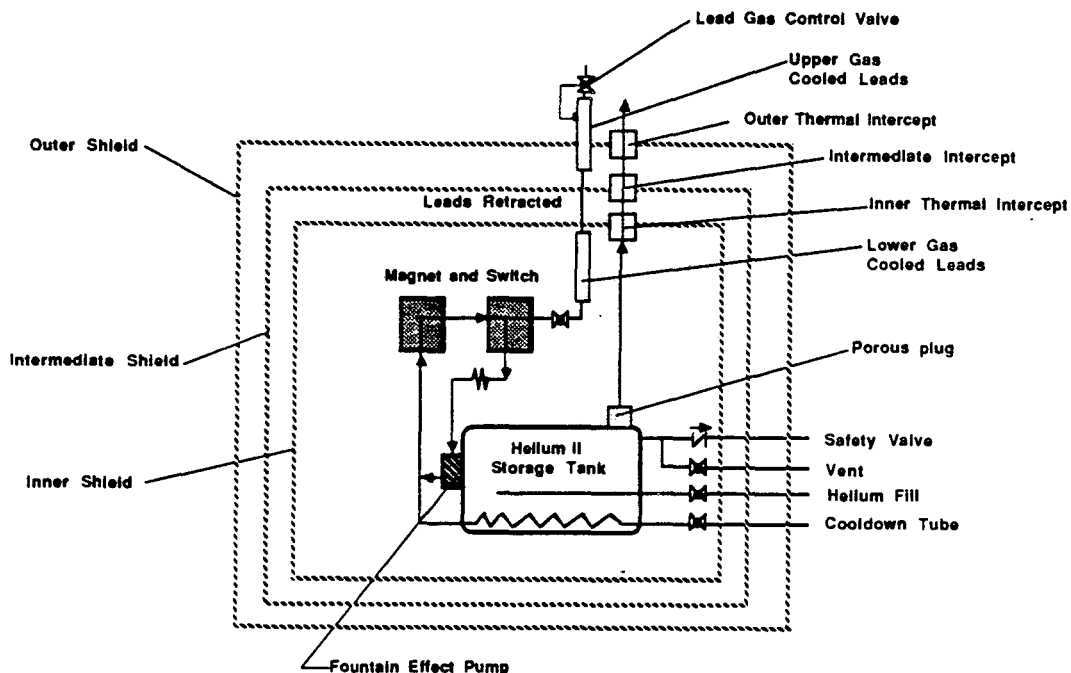 Lead Gas Control Valve
Upper Gas
Cooled Leads
Outer Shield
Outer Thermal Intercept
Intermediate Intercept
Leads Retracted
Inner Thermal Intercept
Lower Gas
Cooled Leads
Magnet and Switch
Intermediate Shield
Porous plug
Helium II
Storage Tank
Safety Valve
Vent
Inner Shield
Helium Fill
Cooldown Tube
Fountain Effect Pump